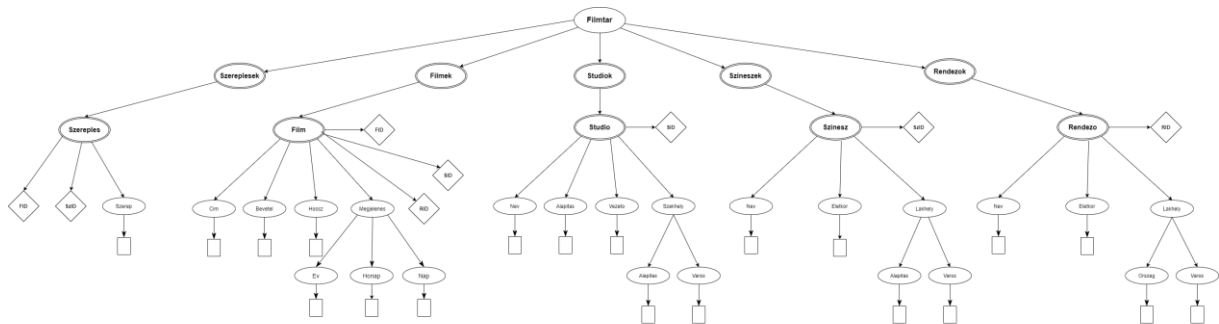 Filmtar
Szereplesek
Filmek
Studiok
Szineszek
Rendezok
Szereples
Film
FID
Studio
SID
Szinesz
SzID
Rendezo
RID
SID
FID
SzID
Szerep
Cim
Bevetel
Hossz
Megjelenes
RID
Nev
Alapitas
Vezeto
Szekhely
Nev
Eletkor
Lakhely
Nev
Eletkor
Lakhely
Ev
Honap
Nap
Alapitas
Varos
Alapitas
Varos
Orszag
Varos